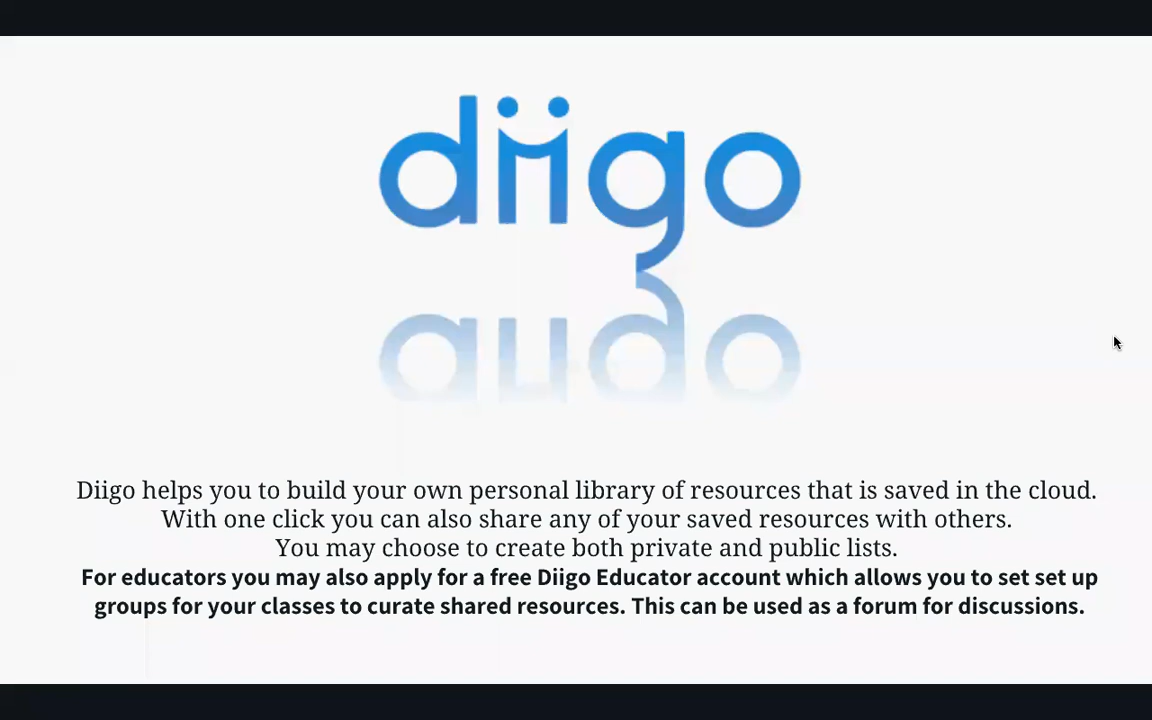 diigo
Diigo helps you to build your own personal library of resources that is saved in the cloud.
With one click you can also share any of your saved resources with others.
You may choose to create both private and public lists.
For educators you may also apply for a free Diigo Educator account which allows you to set set up
groups for your classes to curate shared resources. This can be used as a forum for discussions.